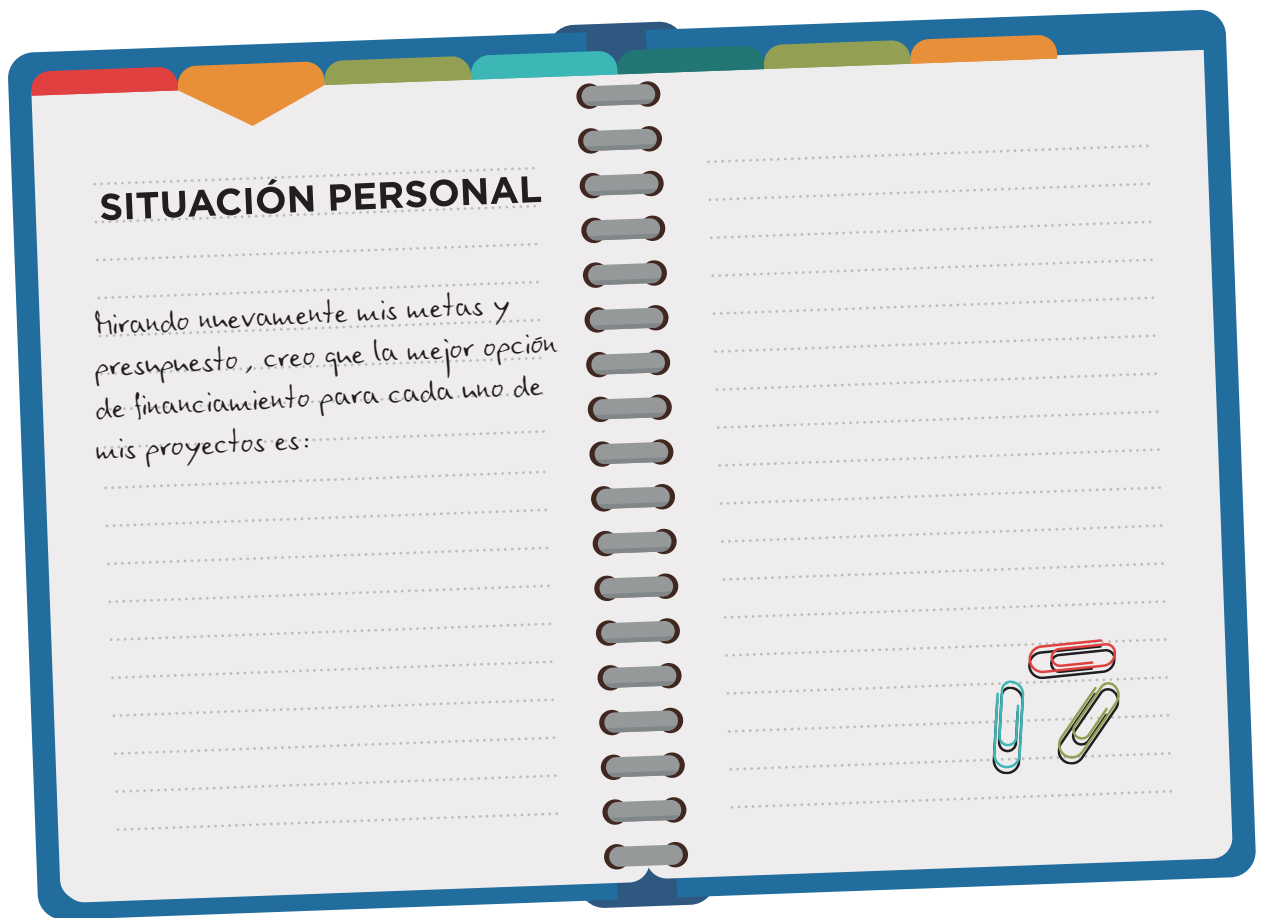 SITUACIÓN PERSONAL
Mirando nuevamente mis metas y
presupuesto, creo que la mejor opción
de financiamiento para cada uno de
mis proyectos es: